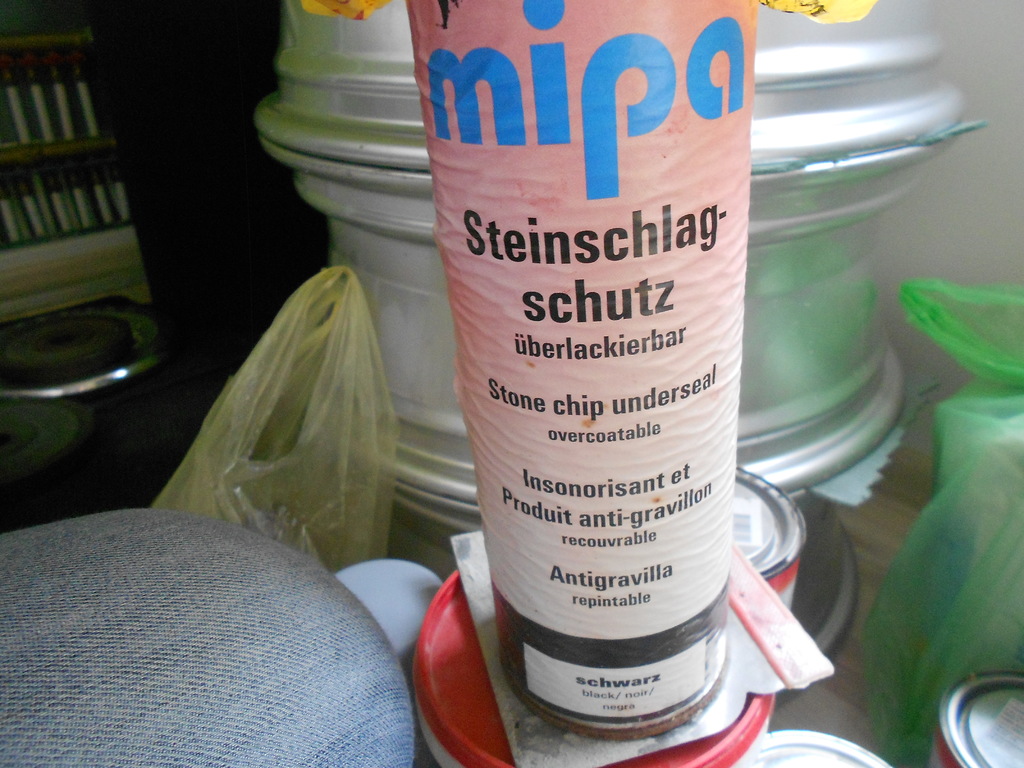 mipa
Steinschlag-
schutz
überlackierbar
Stone chip underseal
overcoatable
Insonorisant et
Produit anti-gravillon
recouvrable
Antigravilla
repintable
schwarz
black/ noir/
negra